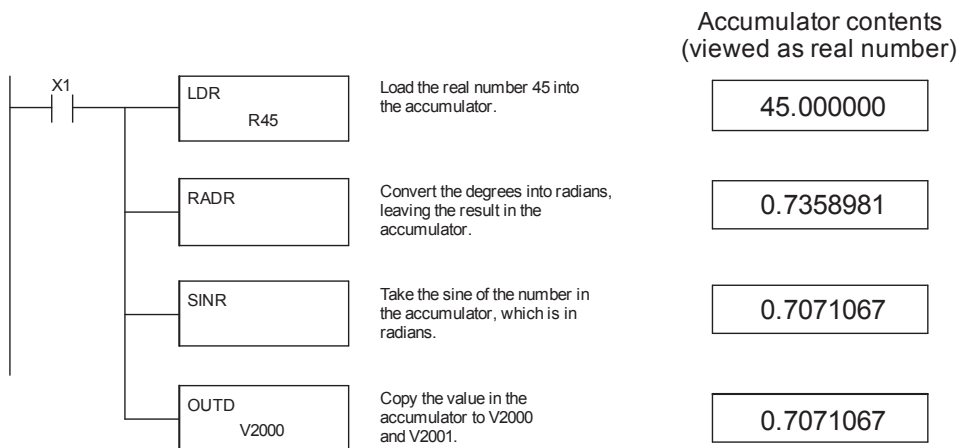 Accumulator contents
(viewed as real number)
X1
LDR
R45
Load the real number 45 into
the accumulator.
45.000000
RADR
Convert the degrees into radians,
leaving the result in the
accumulator.
0.7358981
SINR
Take the sine of the number in
the accumulator, which is in
radians.
0.7071067
OUTD
V2000
Copy the value in the
accumulator to V2000
and V2001.
0.7071067